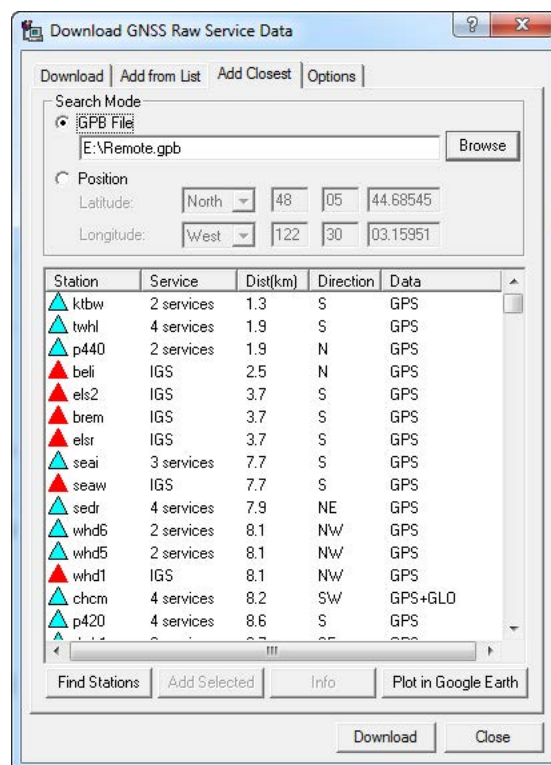 Download GNSS Raw Service Data
Download Add from List Add Closest Options
Search Mode
GPB File
E:\Remote.gpb Browse
Position
Latitude: North 48 05 44.68545
Longitude: West 122 30 03.15951
Station Service Dist(km) Direction Data
ktbw 2 services 1.3 S GPS
twhl 4 services 1.9 S GPS
p440 2 services 1.9 N GPS
beli IGS 2.5 N GPS
els2 IGS 3.7 S GPS
brem IGS 3.7 S GPS
elsr IGS 3.7 S GPS
seai 3 services 7.7 S GPS
seaw IGS 7.7 S GPS
sedr 4 services 7.9 NE GPS
whd6 2 services 8.1 NW GPS
whd5 2 services 8.1 NW GPS
whd1 IGS 8.1 NW GPS
chcm 4 services 8.2 SW GPS+GLO
p420 4 services 8.6 S GPS
Find Stations Add Selected Info Plot in Google Earth
Download Close